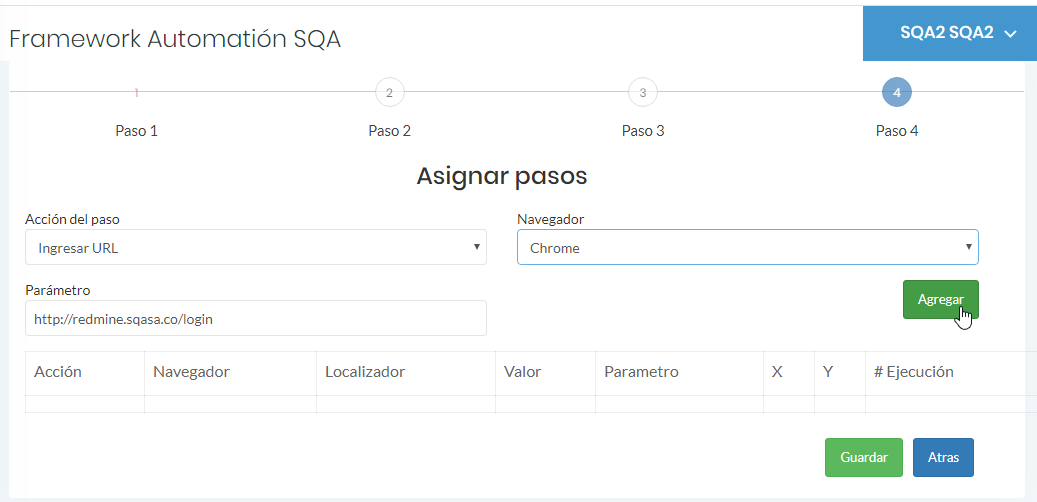 Framework Automatión SQA
SQA2 SQA2
1
2
3
4
Paso 1
Paso 2
Paso 3
Paso 4
Asignar pasos
Acción del paso
Navegador
Ingresar URL
Chrome
Parámetro
Agregar
http://redmine.sqasa.co/login
Acción Navegador Localizador Valor Parametro X Y # Ejecución
Guardar
Atras